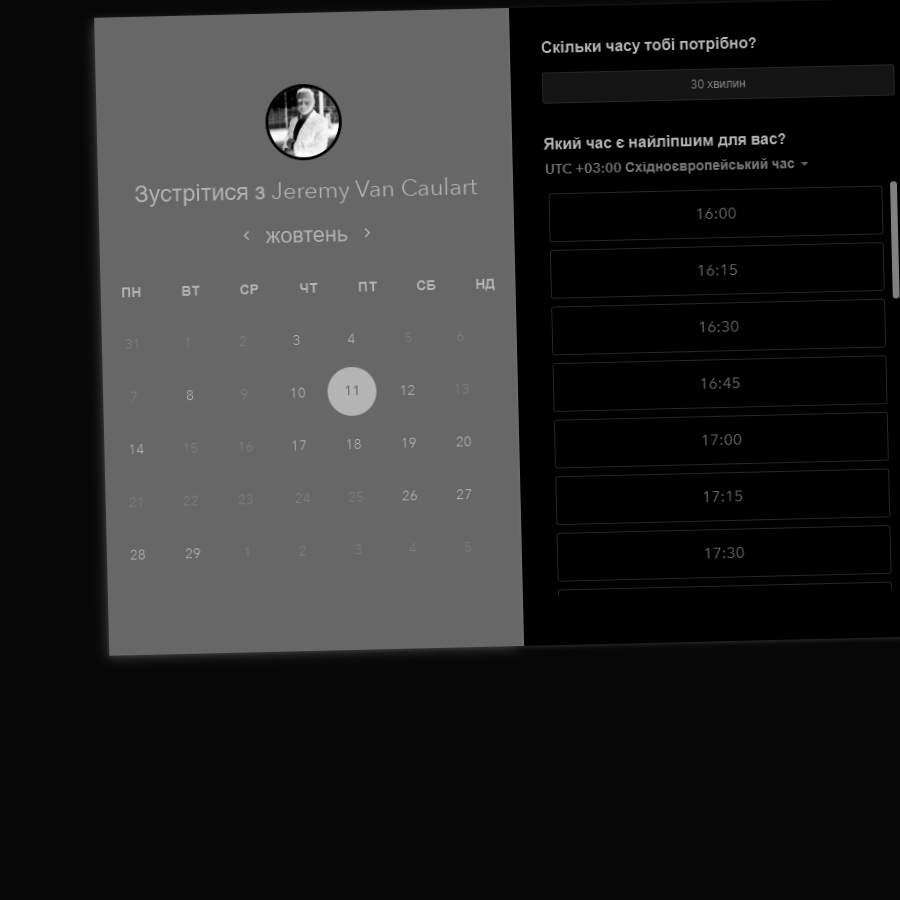 Зустрітися з Jeremy Van Caulart
жовтень
ПН ВТ СР ЧТ ПТ СБ НД
31 1 2 3 4 5 6
7 8 9 10 11 12 13
14 15 16 17 18 19 20
21 22 23 24 25 26 27
28 29 1 2 3 4 5
Скільки часу тобі потрібно?
30 хвилин
Який час є найліпшим для вас?
UTC +03:00 Східноєвропейський час
16:00
16:15
16:30
16:45
17:00
17:15
17:30